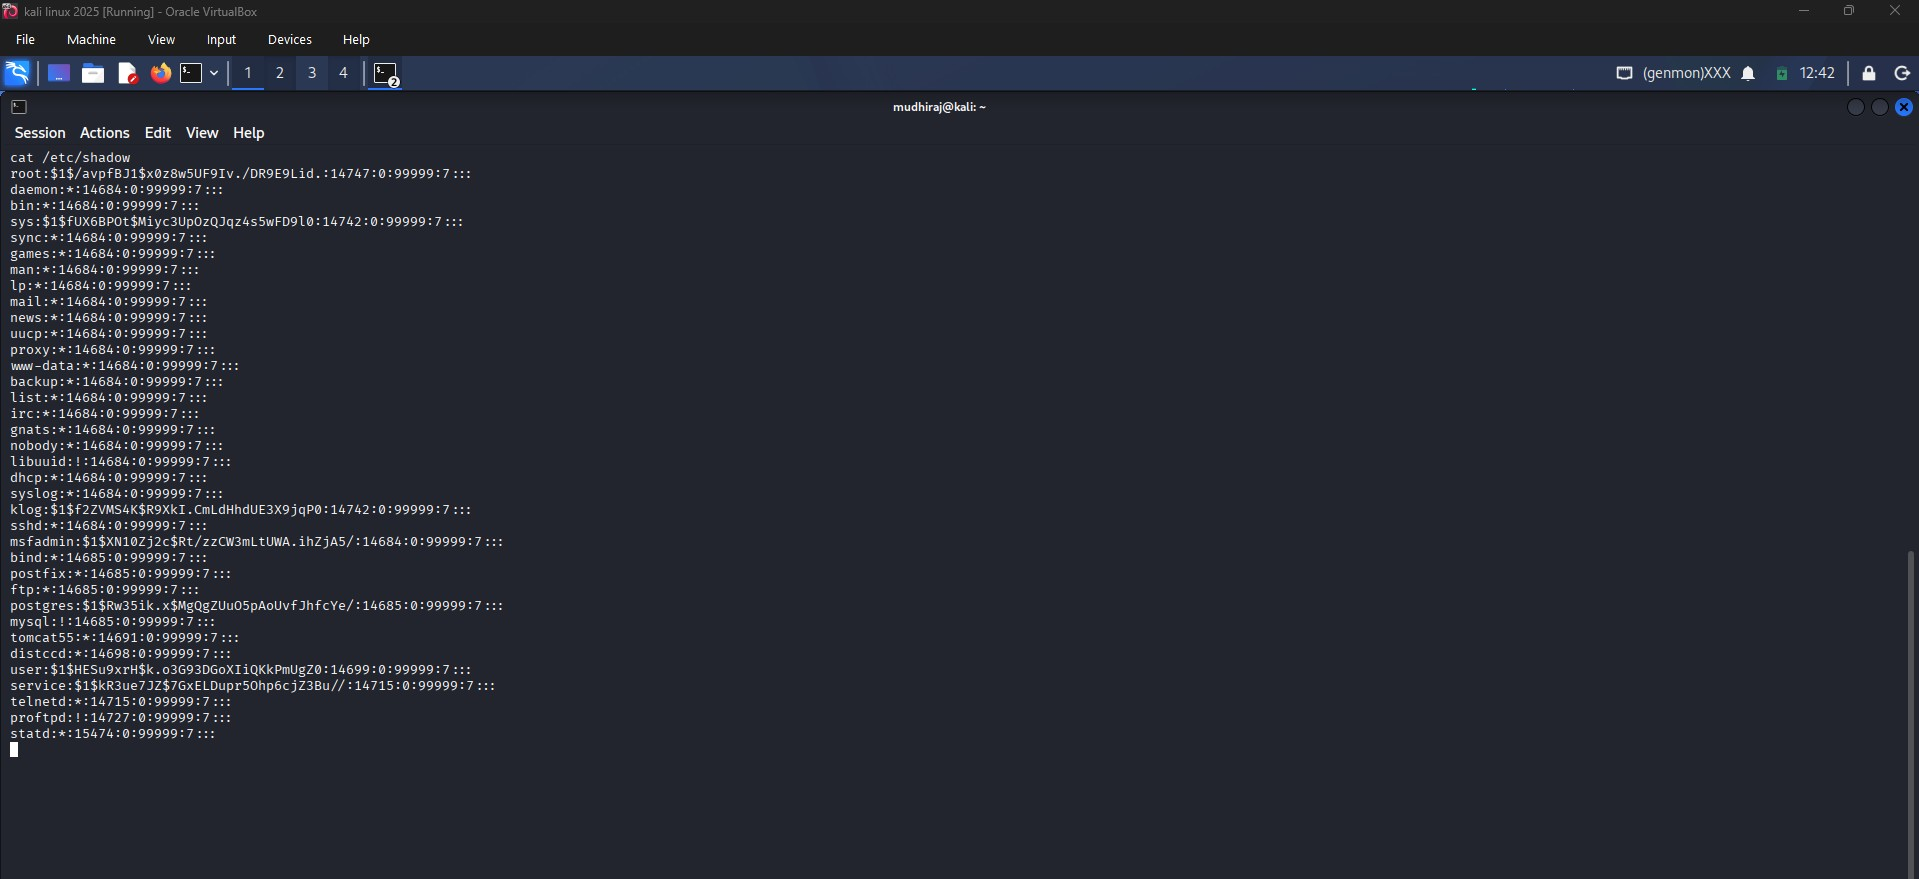 kali linux 2025 [Running] - Oracle VirtualBox
File Machine View Input Devices Help
1 2 3 4 2 (genmon)XXX 12:42
mudhiraj@kali: ~
Session Actions Edit View Help
cat /etc/shadow
root:$1$/avpfBJ1$x0z8w5UF9Iv./DR9E9Lid.:14747:0:99999:7:::
daemon:*:14684:0:99999:7:::
bin:*:14684:0:99999:7:::
sys:$1$fUX6BPOt$Miyc3UpOzQJqz4s5wFD9l0:14742:0:99999:7:::
sync:*:14684:0:99999:7:::
games:*:14684:0:99999:7:::
man:*:14684:0:99999:7:::
lp:*:14684:0:99999:7:::
mail:*:14684:0:99999:7:::
news:*:14684:0:99999:7:::
uucp:*:14684:0:99999:7:::
proxy:*:14684:0:99999:7:::
www-data:*:14684:0:99999:7:::
backup:*:14684:0:99999:7:::
list:*:14684:0:99999:7:::
irc:*:14684:0:99999:7:::
gnats:*:14684:0:99999:7:::
nobody:*:14684:0:99999:7:::
libuuid:!:14684:0:99999:7:::
dhcp:*:14684:0:99999:7:::
syslog:*:14684:0:99999:7:::
klog:$1$f2ZVMS4K$R9XkI.CmLdHhdUE3X9jqP0:14742:0:99999:7:::
sshd:*:14684:0:99999:7:::
msfadmin:$1$XN10Zj2c$Rt/zzCW3mLtUWA.ihZjA5/:14684:0:99999:7:::
bind:*:14685:0:99999:7:::
postfix:*:14685:0:99999:7:::
ftp:*:14685:0:99999:7:::
postgres:$1$Rw35ik.x$MgQgZUuO5pAoUvfJhfcYe/:14685:0:99999:7:::
mysql:!:14685:0:99999:7:::
tomcat55:*:14691:0:99999:7:::
distccd:*:14698:0:99999:7:::
user:$1$HESu9xrH$k.o3G93DGoXIiQKkPmUgZ0:14699:0:99999:7:::
service:$1$kR3ue7JZ$7GxELDupr5Ohp6cjZ3Bu//:14715:0:99999:7:::
telnetd:*:14715:0:99999:7:::
proftpd:!:14727:0:99999:7:::
statd:*:15474:0:99999:7:::